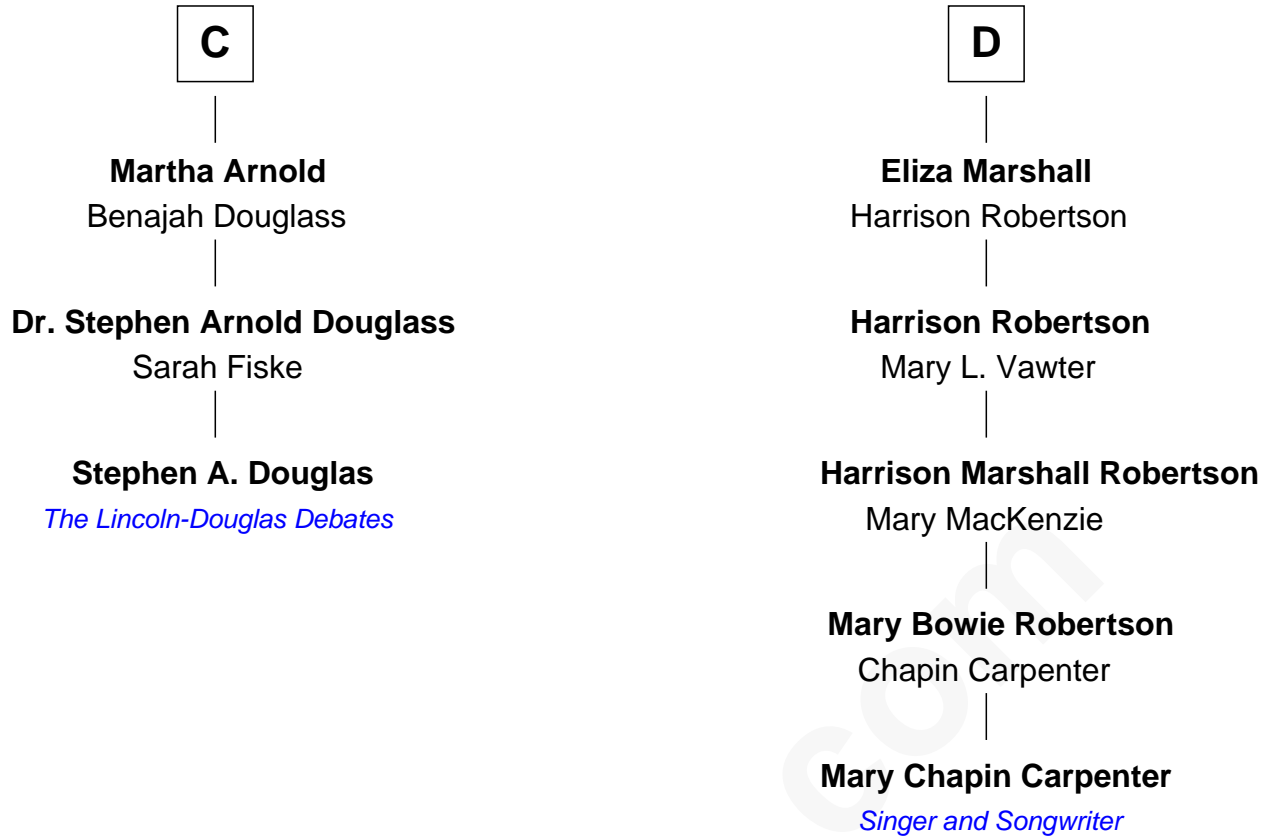 C
Martha Arnold
Benajah Douglass
Dr. Stephen Arnold Douglass
Sarah Fiske
Stephen A. Douglas
The Lincoln-Douglas Debates
D
Eliza Marshall
Harrison Robertson
Harrison Robertson
Mary L. Vawter
Harrison Marshall Robertson
Mary MacKenzie
Mary Bowie Robertson
Chapin Carpenter
Mary Chapin Carpenter
Singer and Songwriter
com